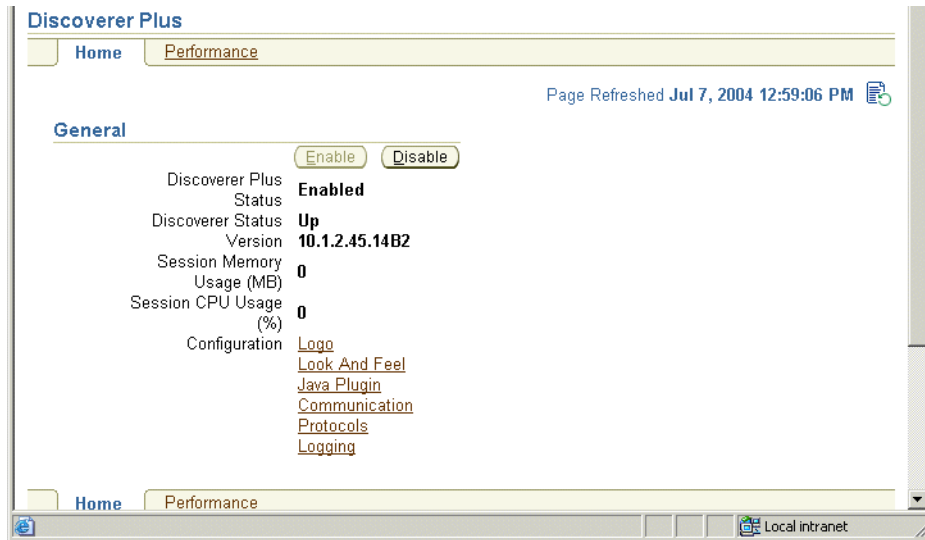 Discoverer Plus
Home Performance
Page Refreshed Jul 7, 2004 12:59:06 PM
General
Enable Disable
Discoverer Plus Status Enabled
Discoverer Status Up
Version 10.1.2.45.14B2
Session Memory Usage (MB) 0
Session CPU Usage (%) 0
Configuration Logo
Look And Feel
Java Plugin
Communication
Protocols
Logging
Home Performance
Local intranet